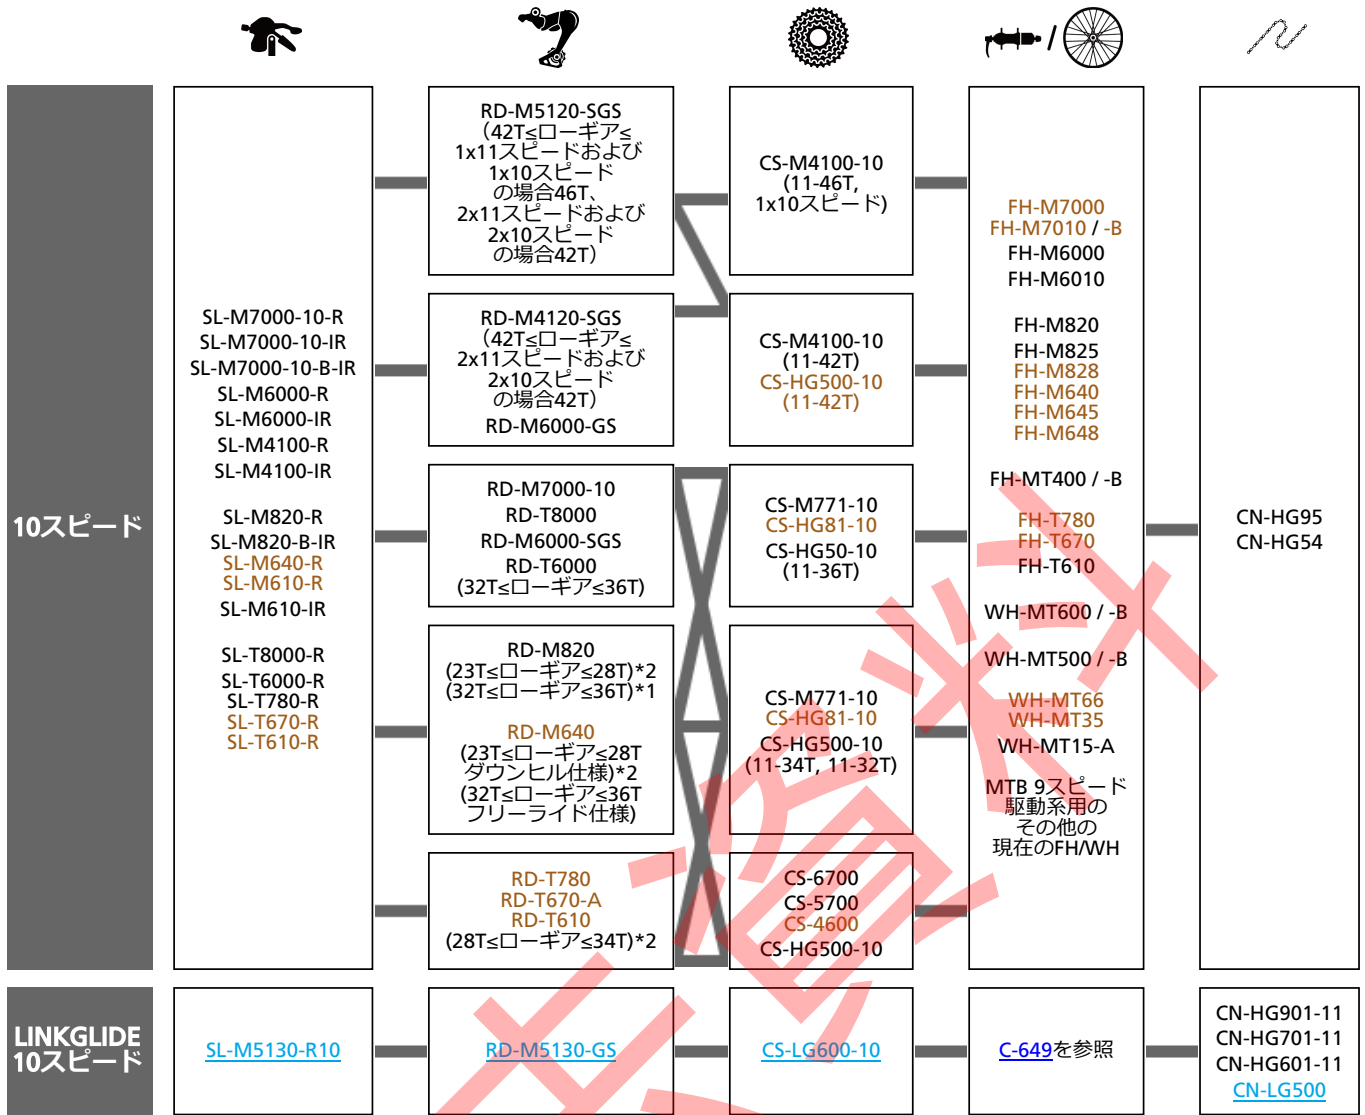 10スピード
SL-M7000-10-R
SL-M7000-10-IR
SL-M7000-10-B-IR
SL-M6000-R
SL-M6000-IR
SL-M4100-R
SL-M4100-IR
SL-M820-R
SL-M820-B-IR
SL-M640-R
SL-M610-R
SL-M610-IR
SL-T8000-R
SL-T6000-R
SL-T780-R
SL-T670-R
SL-T610-R
RD-M5120-SGS
（42T≤ローギア≤
1x11スピードおよび
1x10スピード
の場合46T、
2x11スピードおよび
2x10スピード
の場合42T）
RD-M4120-SGS
（42T≤ローギア≤
2x11スピードおよび
2x10スピード
の場合42T）
RD-M6000-GS
RD-M7000-10
RD-T8000
RD-M6000-SGS
RD-T6000
(32T≤ローギア≤36T)
RD-M820
(23T≤ローギア≤28T)*2
(32T≤ローギア≤36T)*1
RD-M640
(23T≤ローギア≤28T
ダウンヒル仕様)*2
(32T≤ローギア≤36T
フリーライド仕様)
RD-T780
RD-T670-A
RD-T610
(28T≤ローギア≤34T)*2
CS-M4100-10
(11-46T,
1x10スピード)
CS-M4100-10
(11-42T)
CS-HG500-10
(11-42T)
CS-M771-10
CS-HG81-10
CS-HG50-10
(11-36T)
CS-M771-10
CS-HG81-10
CS-HG500-10
(11-34T, 11-32T)
CS-6700
CS-5700
CS-4600
CS-HG500-10
FH-M7000
FH-M7010 / -B
FH-M6000
FH-M6010
FH-M820
FH-M825
FH-M828
FH-M640
FH-M645
FH-M648
FH-MT400 / -B
FH-T780
FH-T670
FH-T610
WH-MT600 / -B
WH-MT500 / -B
WH-MT66
WH-MT35
WH-MT15-A
MTB 9スピード
駆動系用の
その他の
現在のFH/WH
CN-HG95
CN-HG54
LINKGLIDE
10スピード
SL-M5130-R10
RD-M5130-GS
CS-LG600-10
C-649を参照
CN-HG901-11
CN-HG701-11
CN-HG601-11
CN-LG500